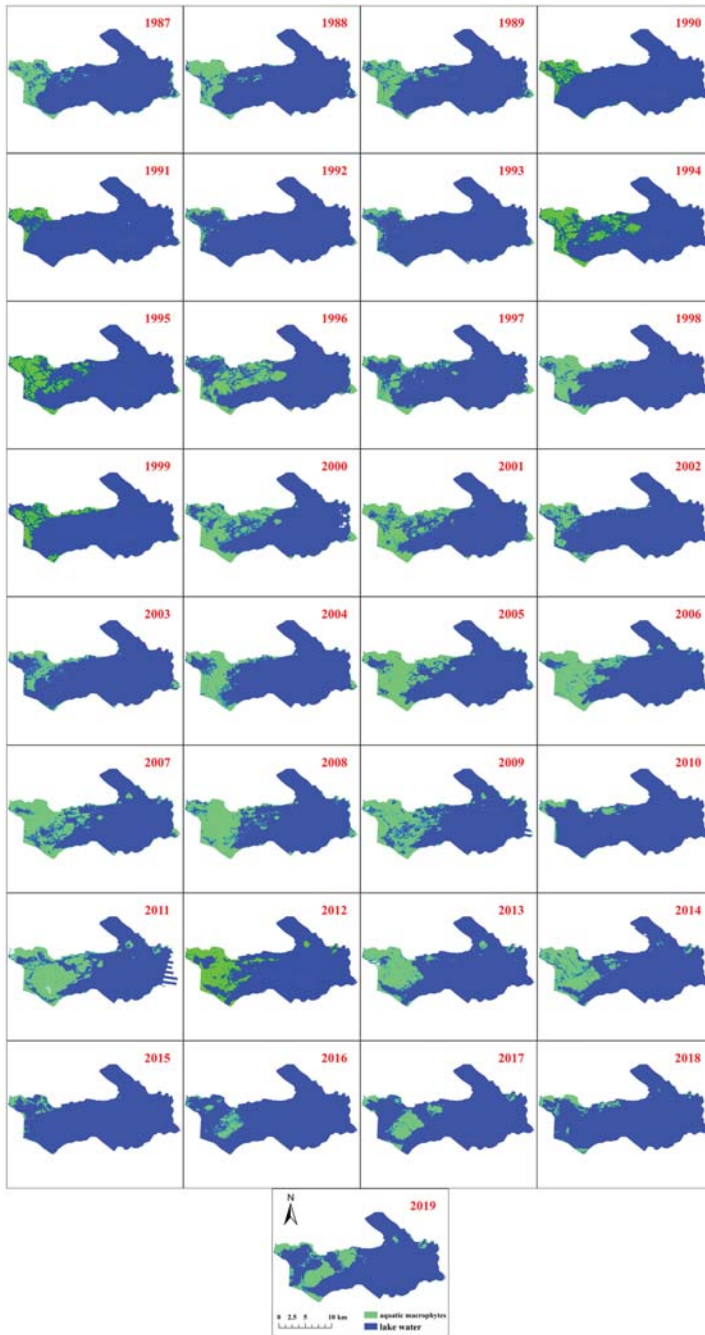 1987 1988 1989 1990
1991 1992 1993 1994
1995 1996 1997 1998
1999 2000 2001 2002
2003 2004 2005 2006
2007 2008 2009 2010
2011 2012 2013 2014
2015 2016 2017 2018
N
2019
0 2.5 5 10 km
aquatic macrophytes
lake water